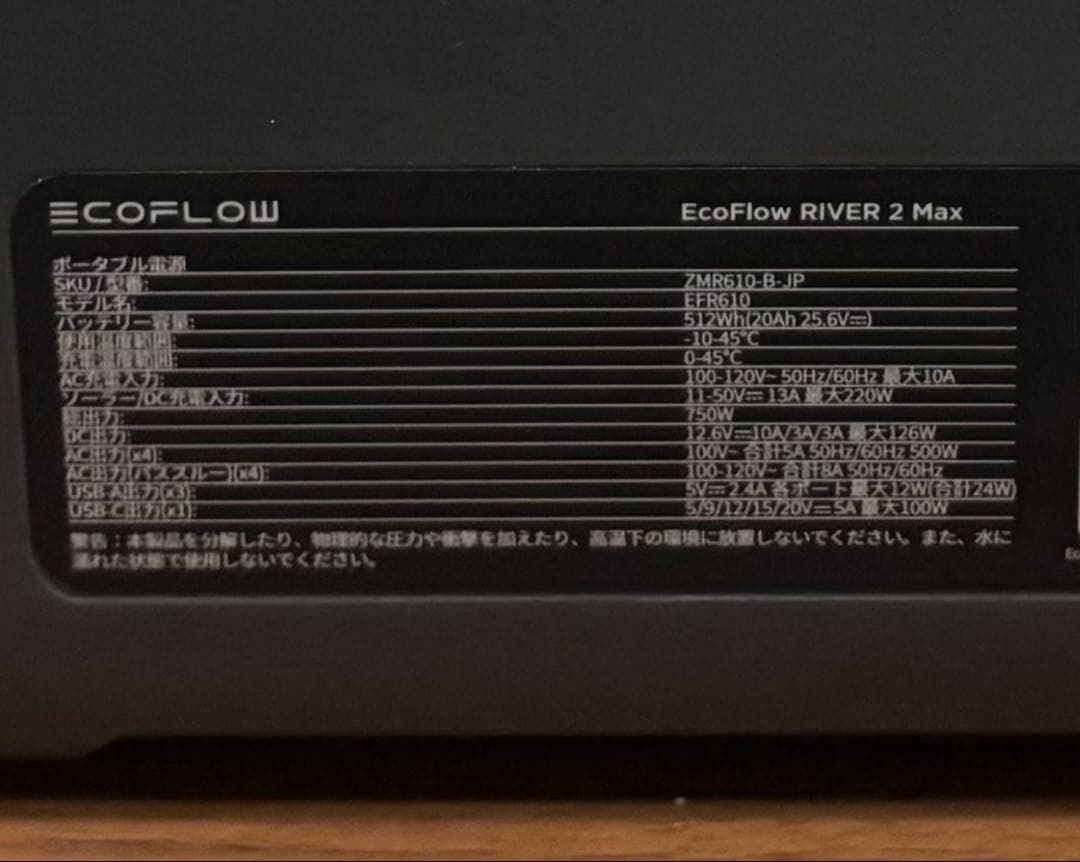 ECOFLOW EcoFlow RIVER 2 Max
ポータブル電源
SKU/型番: ZMR610-B-JP
モデル名: EFR610
バッテリー容量: 512Wh(20Ah 25.6V⎓)
使用温度範囲: -10-45°C
充電温度範囲: 0-45°C
AC充電入力: 100-120V~ 50Hz/60Hz 最大10A
ソーラー/DC充電入力: 11-50V⎓ 13A 最大220W
総出力: 750W
DC出力: 12.6V⎓10A/3A/3A 最大126W
AC出力(x4): 100V~ 合計5A 50Hz/60Hz 500W
AC出力(パススルー)(x4): 100-120V~ 合計8A 50Hz/60Hz
USB-A出力(x3): 5V⎓2.4A 各ポート最大12W(合計24W)
USB-C出力(x1): 5/9/12/15/20V⎓5A 最大100W
警告：本製品を分解したり、物理的な圧力や衝撃を加えたり、高温下の環境に放置しないでください。また、水に
濡れた状態で使用しないでください。